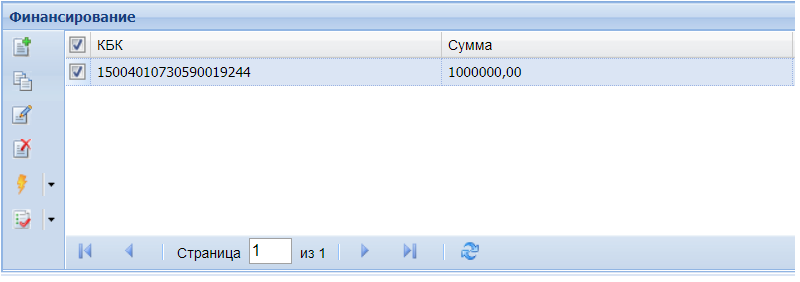 Финансирование
КБК Сумма
15004010730590019244 1000000,00
Страница 1 из 1